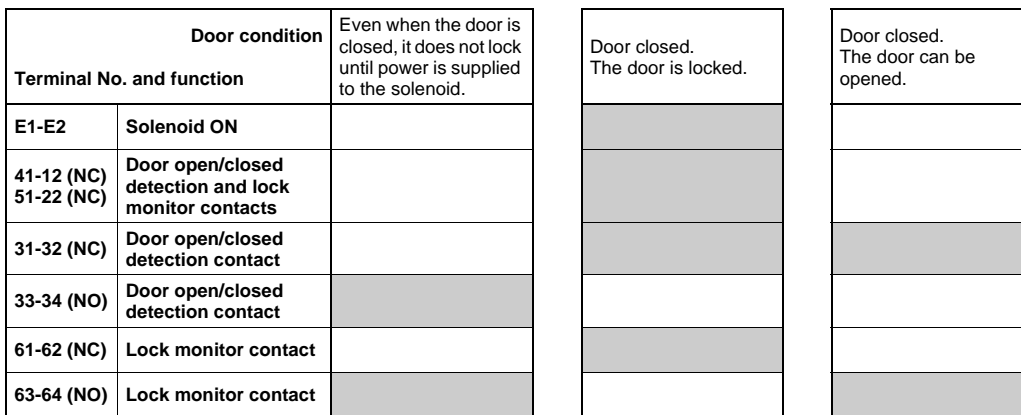 Door condition
Terminal No. and function
Even when the door is
closed, it does not lock
until power is supplied
to the solenoid.
Door closed.
The door is locked.
Door closed.
The door can be
opened.
E1-E2
Solenoid ON
41-12 (NC)
51-22 (NC)
Door open/closed
detection and lock
monitor contacts
31-32 (NC)
Door open/closed
detection contact
33-34 (NO)
Door open/closed
detection contact
61-62 (NC)
Lock monitor contact
63-64 (NO)
Lock monitor contact